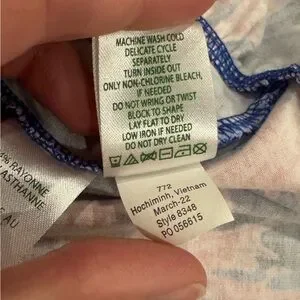 MACHINE WASH COLD
DELICATE CYCLE
SEPARATELY
TURN INSIDE OUT
ONLY NON-CHLORINE BLEACH,
IF NEEDED
DO NOT WRING OR TWIST
BLOCK TO SHAPE
LAY FLAT TO DRY
LOW IRON IF NEEDED
DO NOT DRY CLEAN
% RAYONNE
ASTHANNE
AU
772
Hochiminh, Vietnam
March-22
Style 8348
PO 056615